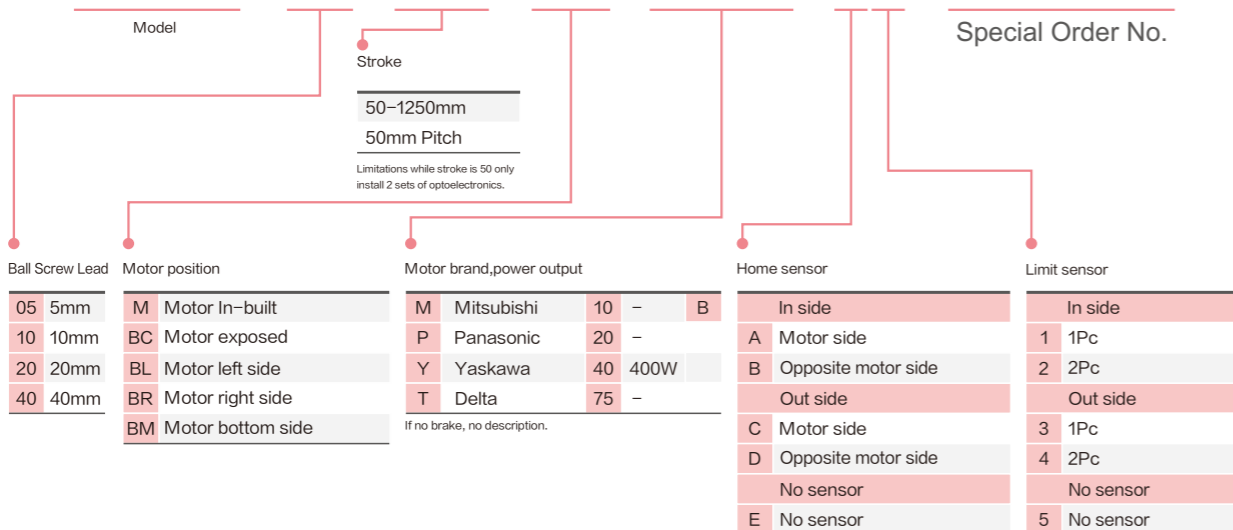 Model
Special Order No.
Stroke
50-1250mm
50mm Pitch
Limitations while stroke is 50 only
install 2 sets of optoelectronics.
Ball Screw Lead
05 5mm
10 10mm
20 20mm
40 40mm
Motor position
M Motor In-built
BC Motor exposed
BL Motor left side
BR Motor right side
BM Motor bottom side
Motor brand,power output
M Mitsubishi 10 - B
P Panasonic 20 -
Y Yaskawa 40 400W
T Delta 75 -
If no brake, no description.
Home sensor
In side
A Motor side
B Opposite motor side
Out side
C Motor side
D Opposite motor side
No sensor
E No sensor
Limit sensor
In side
1 1Pc
2 2Pc
Out side
3 1Pc
4 2Pc
No sensor
5 No sensor